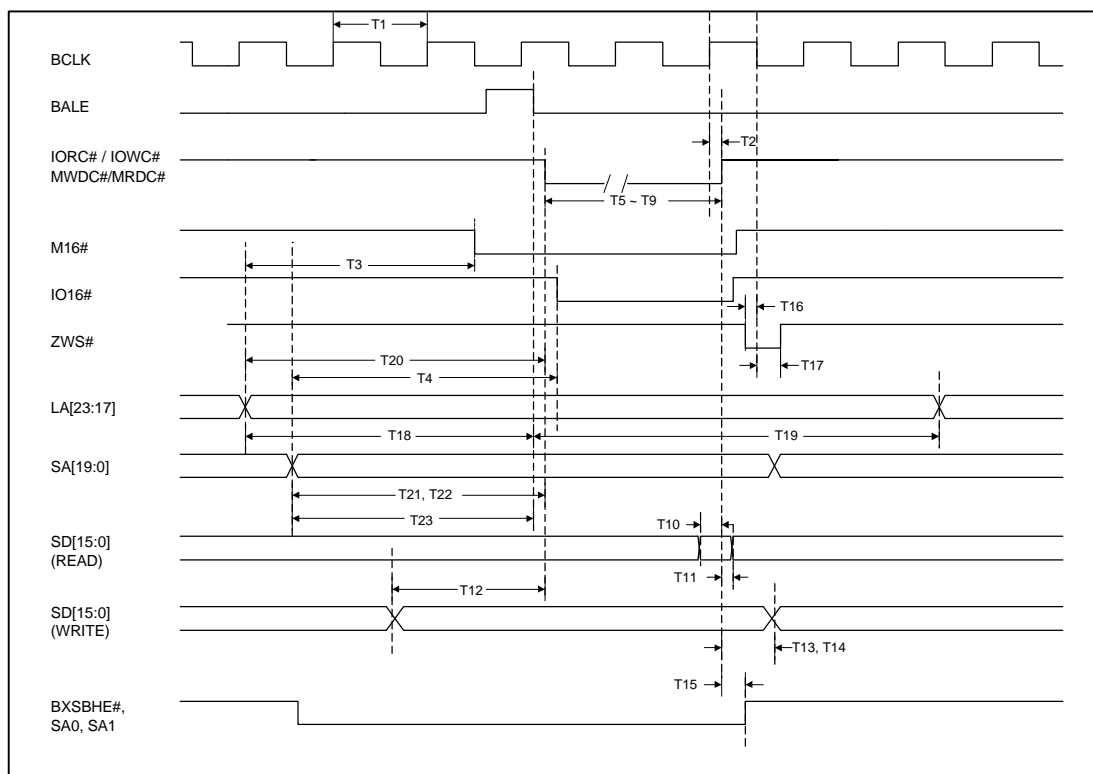 T1
BCLK
BALE
IORC# / IOWC#
MWDC#/MRDC#
T2
T5 ~ T9
M16#
T3
IO16#
T16
ZWS#
T20
T17
T4
LA[23:17]
T18
T19
SA[19:0]
T21, T22
T23
T10
SD[15:0]
(READ)
T11
T12
SD[15:0]
(WRITE)
T13, T14
T15
BXSBHE#,
SA0, SA1